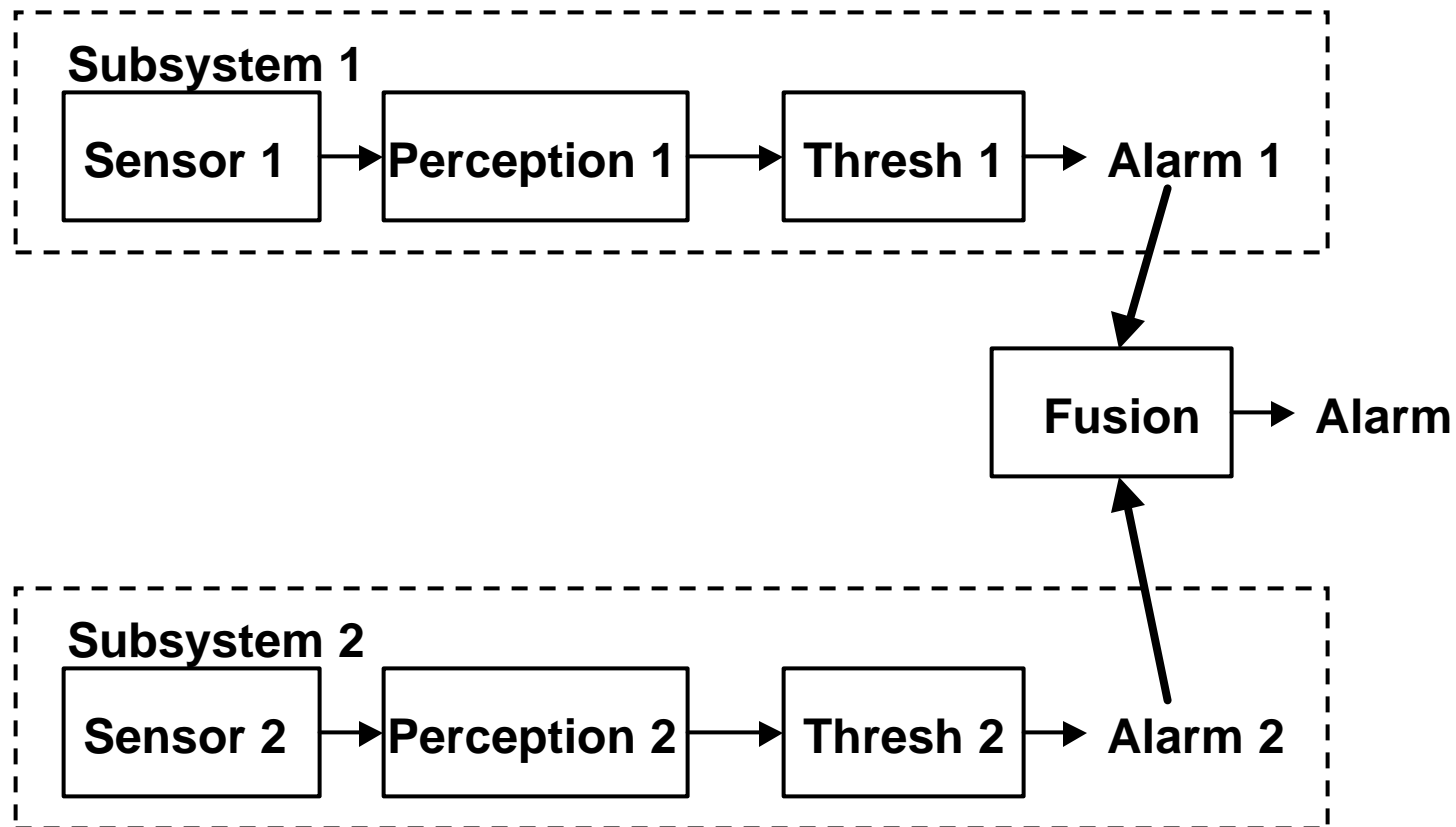 Subsystem 1
Sensor 1
Perception 1
Thresh 1
Alarm 1
Fusion
Alarm
Subsystem 2
Sensor 2
Perception 2
Thresh 2
Alarm 2